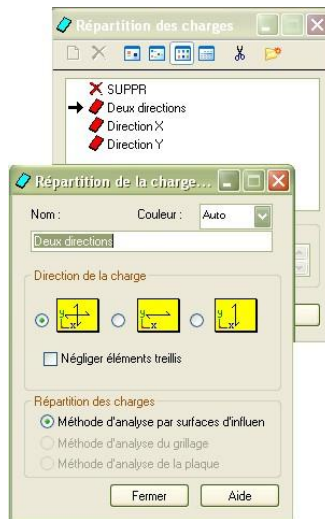 Répartition des charges
SUPPR
Deux directions
Direction X
Direction Y
Répartition de la charge...
Nom : Couleur : Auto
Deux directions
Direction de la charge
y x y x y x
Négliger éléments treillis
Répartition des charges
Méthode d'analyse par surfaces d'influen
Méthode d'analyse du grillage
Méthode d'analyse de la plaque
Fermer Aide